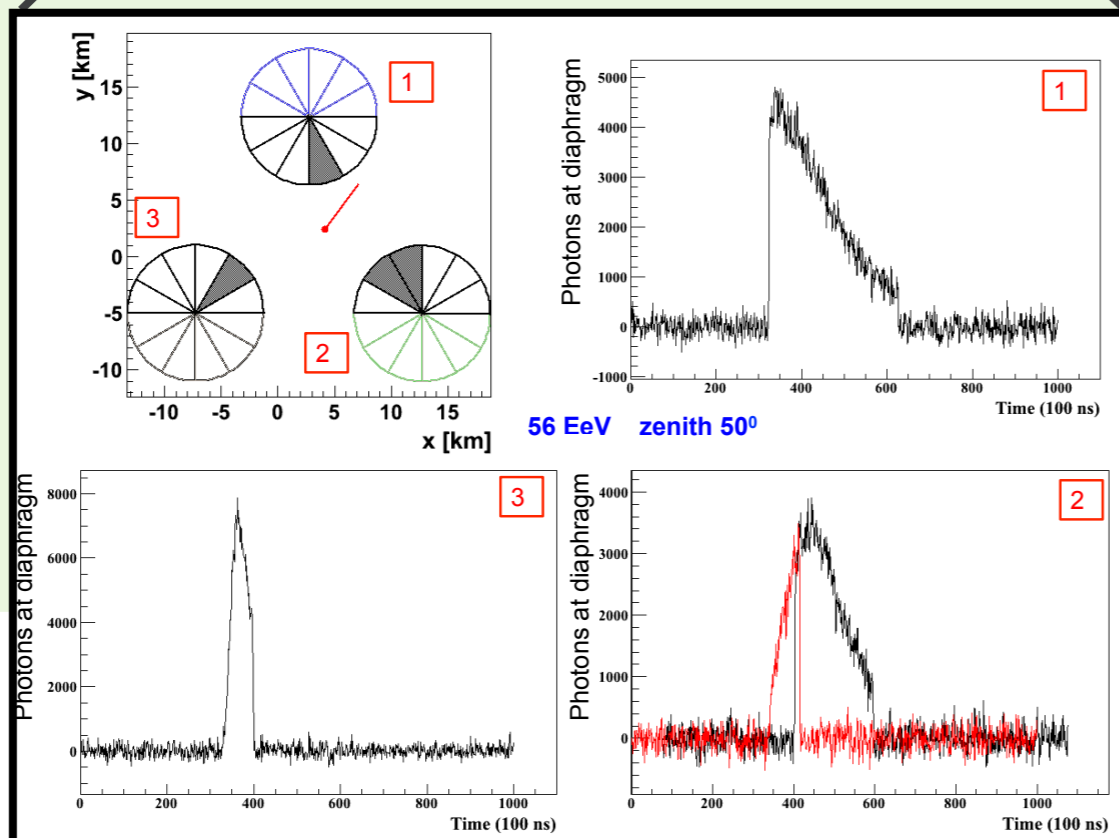 y [km]
15
10
5
0
-5
-10
-10 -5 0 5 10 15
x [km]
1
3
2
Photons at diaphragm
5000
4000
3000
2000
1000
0
-1000
0 200 400 600 800 1000
Time (100 ns)
1
56 EeV zenith 50⁰
Photons at diaphragm
8000
6000
4000
2000
0
0 200 400 600 800 1000
Time (100 ns)
3
Photons at diaphragm
4000
3000
2000
1000
0
0 200 400 600 800 1000
Time (100 ns)
2